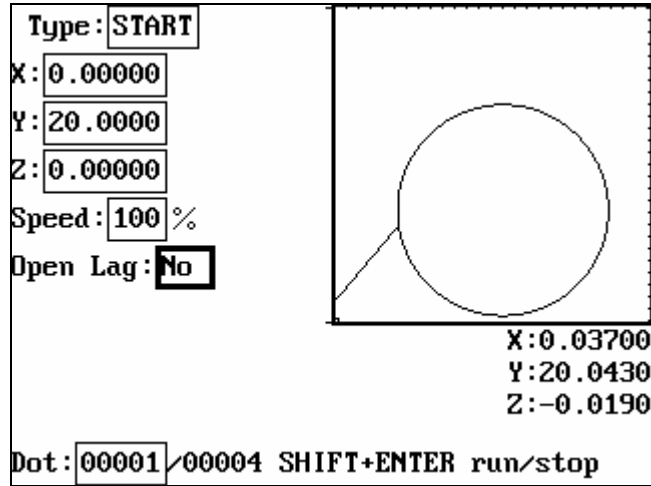 Type:START
X:0.00000
Y:20.0000
Z:0.00000
Speed:100%
Open Lag:No
X:0.03700
Y:20.0430
Z:-0.0190
Dot:00001/00004 SHIFT+ENTER run/stop